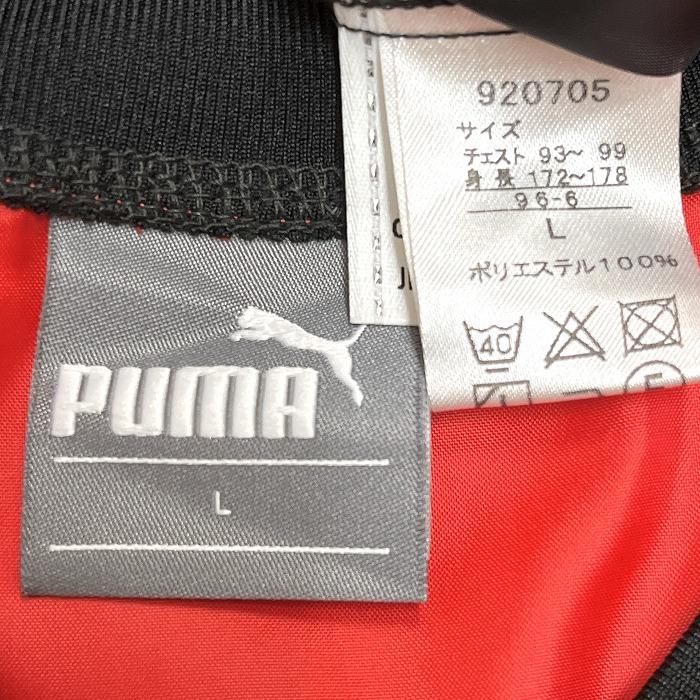 920705
サイズ
チェスト 93~ 99
身 長 172~178
96-6
L
ポリエステル100%
40
PUMA
L